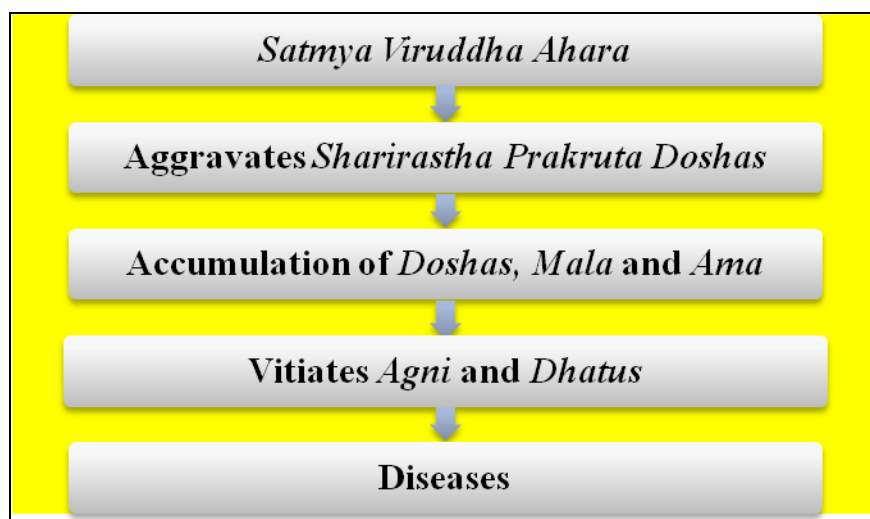 Satmya Viruddha Ahara
Aggravates Sharirastha Prakruta Doshas
Accumulation of Doshas, Mala and Ama
Vitiates Agni and Dhatus
Diseases